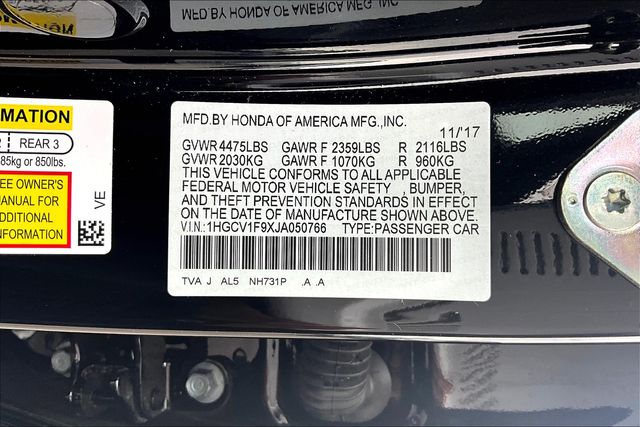 MFD.BY HONDA OF AMERICA MFG.,INC.
MATION
REAR 3
85kg or 850lbs.
EE OWNER'S
MANUAL FOR
ADDITIONAL
INFORMATION
VE
MFD.BY HONDA OF AMERICA MFG.,INC.
11/17
GVWR 4475LBS GAWR F 2359LBS R 2116LBS
GVWR 2030KG GAWR F 1070KG R 960KG
THIS VEHICLE CONFORMS TO ALL APPLICABLE
FEDERAL MOTOR VEHICLE SAFETY , BUMPER,
AND THEFT PREVENTION STANDARDS IN EFFECT
ON THE DATE OF MANUFACTURE SHOWN ABOVE.
V.I.N:1HGCV1F9XJA050766 TYPE:PASSENGER CAR
TVA J AL5 NH731P .A .A